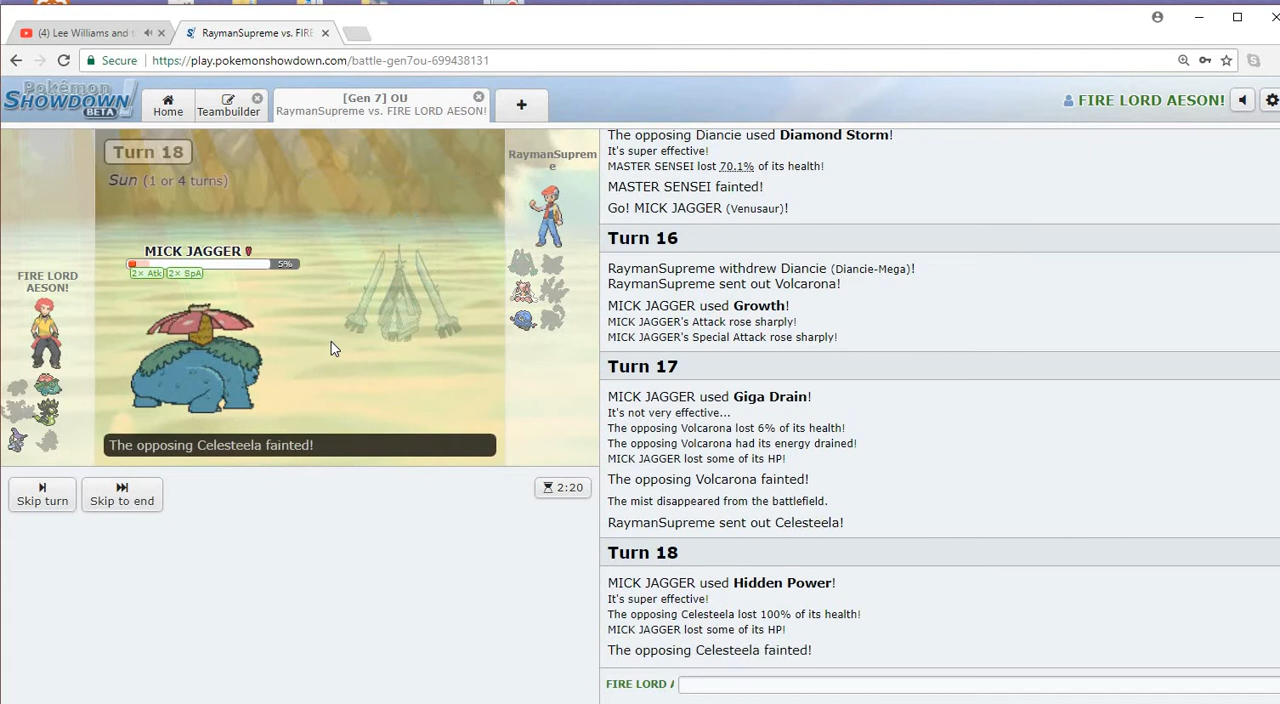 (4) Lee Williams and t
RaymanSupreme vs. FIRE
Secure
https://play.pokemonshowdown.com/battle-gen7ou-699438131
Pokémon
SHOWDOWN!
BETA
Home
Teambuilder
[Gen 7] OU
RaymanSupreme vs. FIRE LORD AESON!
+
FIRE LORD AESON!
Turn 18
Sun (1 or 4 turns)
RaymanSuprem
e
MICK JAGGER
5%
2× Atk 2× SpA
FIRE LORD
AESON!
The opposing Celesteela fainted!
Skip turn
Skip to end
2:20
The opposing Diancie used Diamond Storm!
It's super effective!
MASTER SENSEI lost 70.1% of its health!
MASTER SENSEI fainted!
Go! MICK JAGGER (Venusaur)!
Turn 16
RaymanSupreme withdrew Diancie (Diancie-Mega)!
RaymanSupreme sent out Volcarona!
MICK JAGGER used Growth!
MICK JAGGER's Attack rose sharply!
MICK JAGGER's Special Attack rose sharply!
Turn 17
MICK JAGGER used Giga Drain!
It's not very effective...
The opposing Volcarona lost 6% of its health!
The opposing Volcarona had its energy drained!
MICK JAGGER lost some of its HP!
The opposing Volcarona fainted!
The mist disappeared from the battlefield.
RaymanSupreme sent out Celesteela!
Turn 18
MICK JAGGER used Hidden Power!
It's super effective!
The opposing Celesteela lost 100% of its health!
MICK JAGGER lost some of its HP!
The opposing Celesteela fainted!
FIRE LORD A